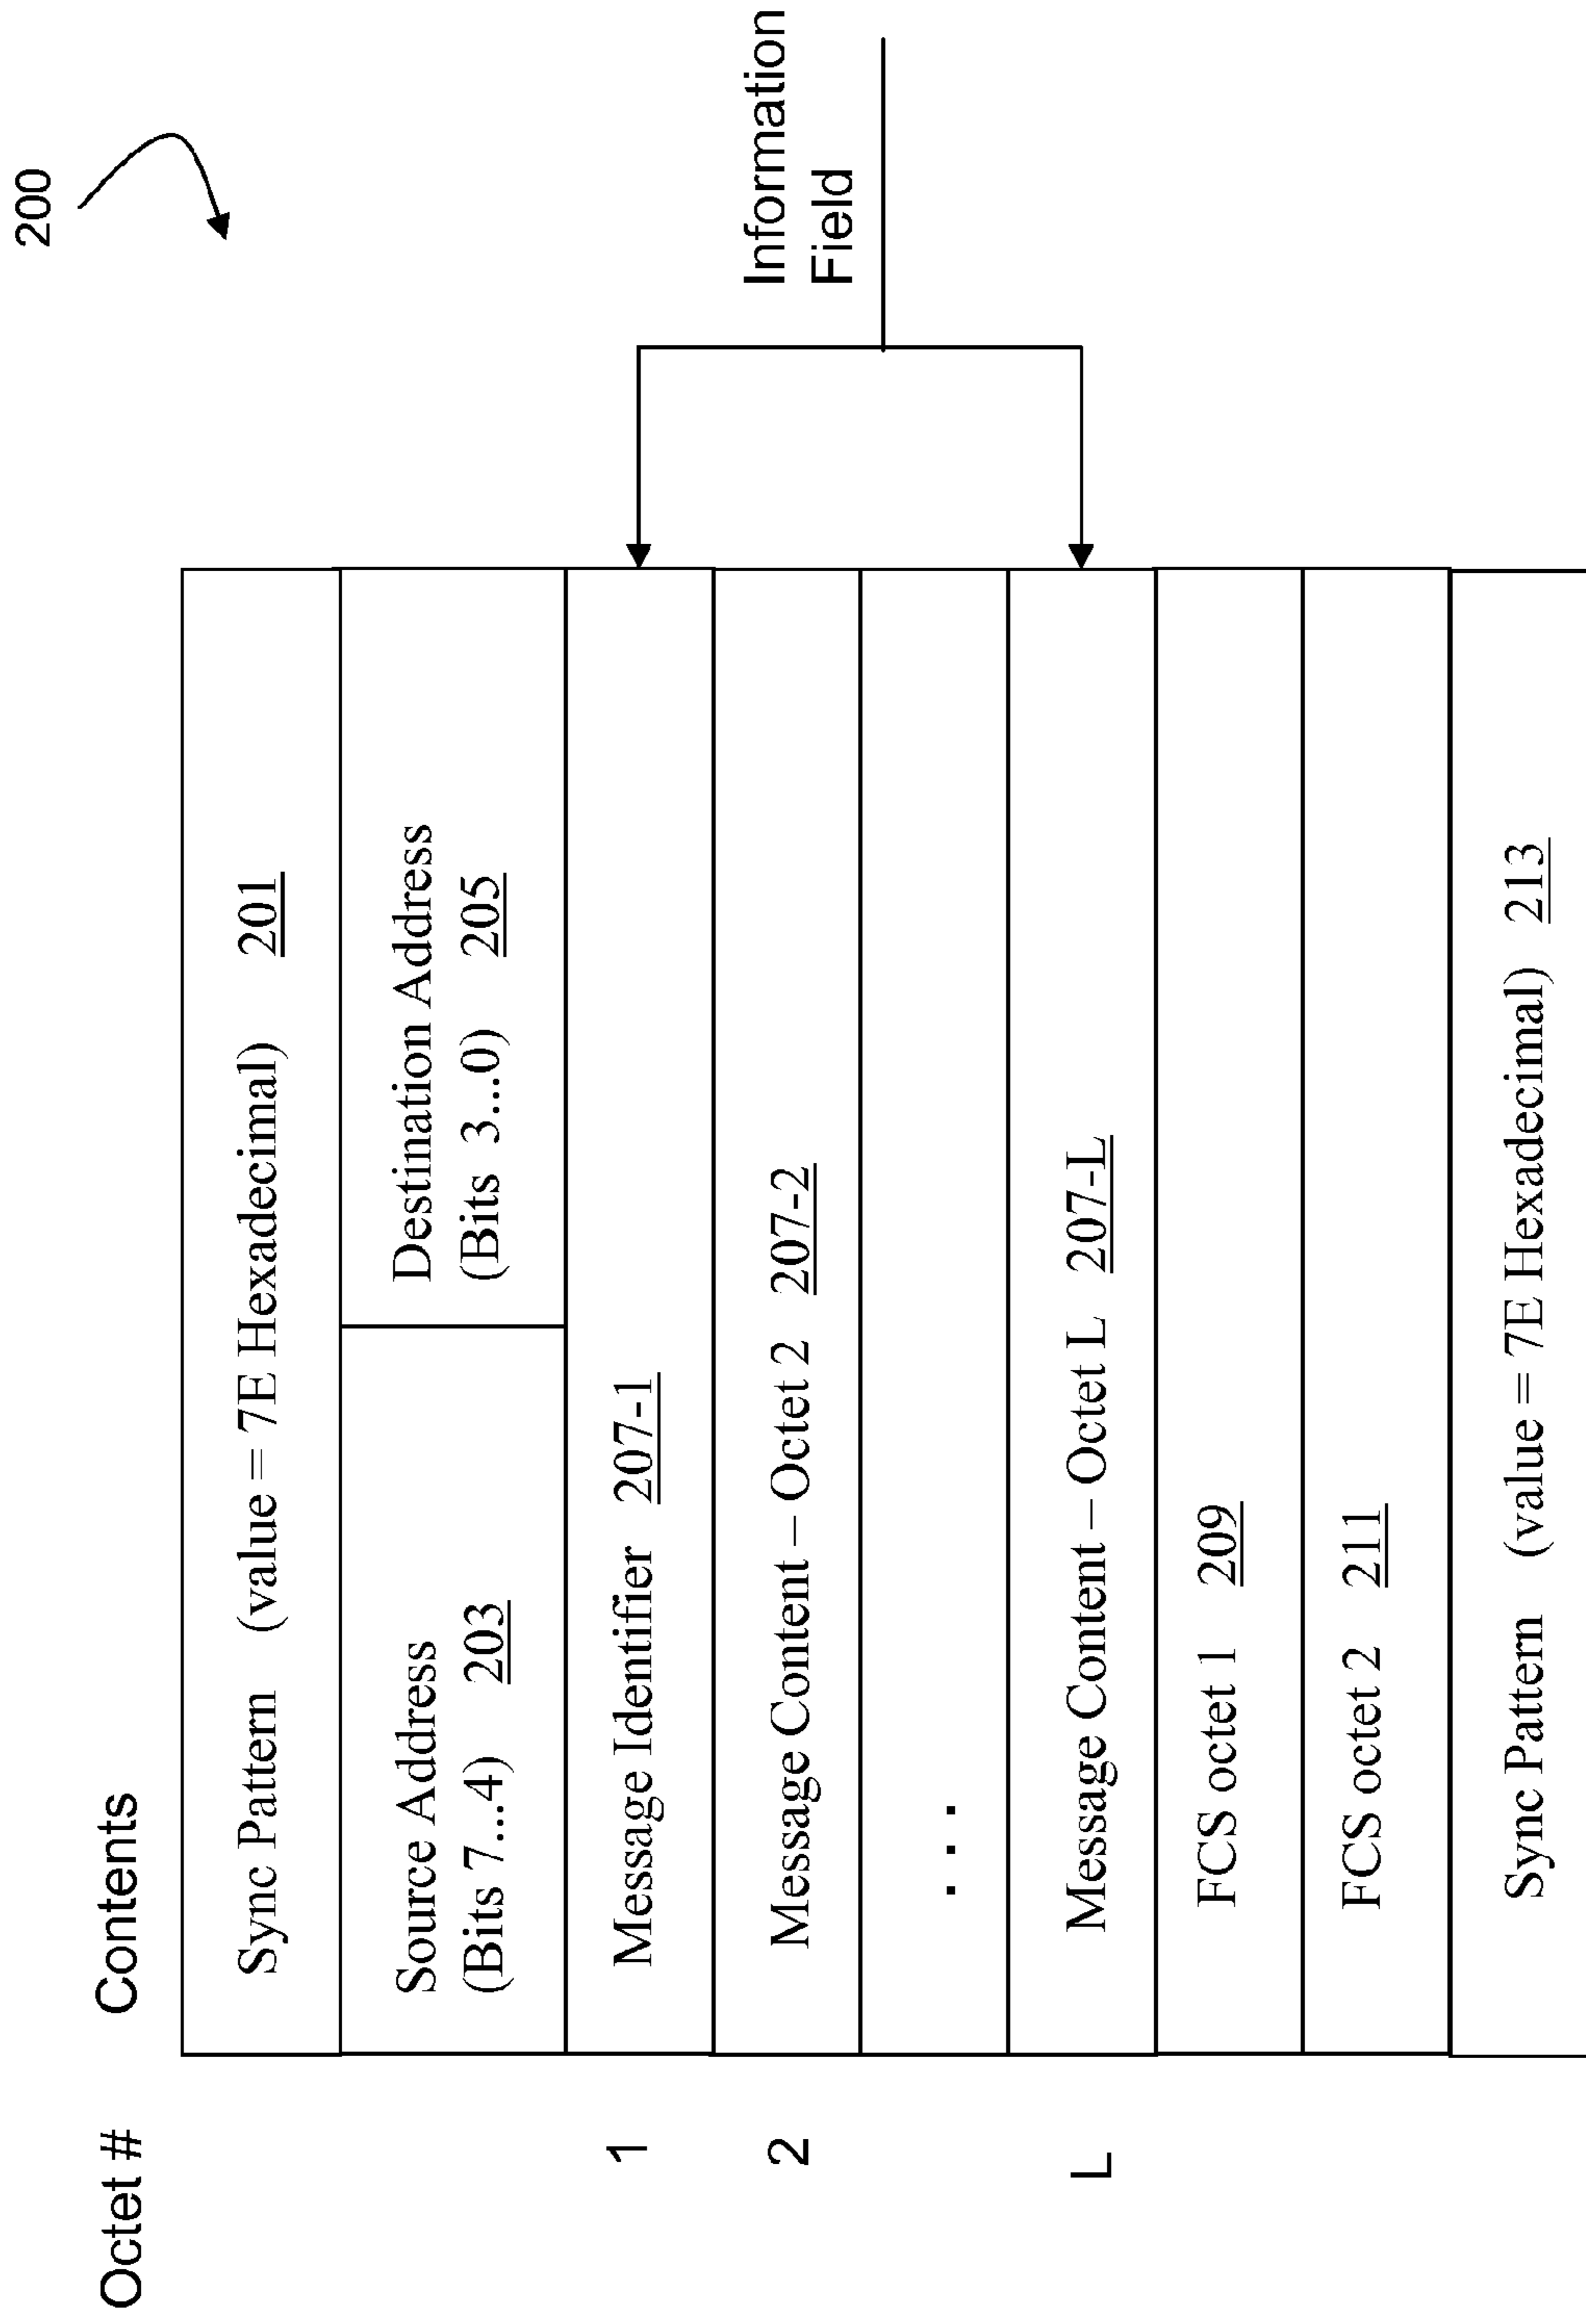 200
Octet # Contents
Sync Pattern (value = 7E Hexadecimal) 201
Source Address
(Bits 7...4) 203
Destination Address
(Bits 3...0) 205
1 Message Identifier 207-1
2 Message Content – Octet 2 207-2
. . .
L Message Content – Octet L 207-L
FCS octet 1 209
FCS octet 2 211
Sync Pattern (value = 7E Hexadecimal) 213
Information
Field